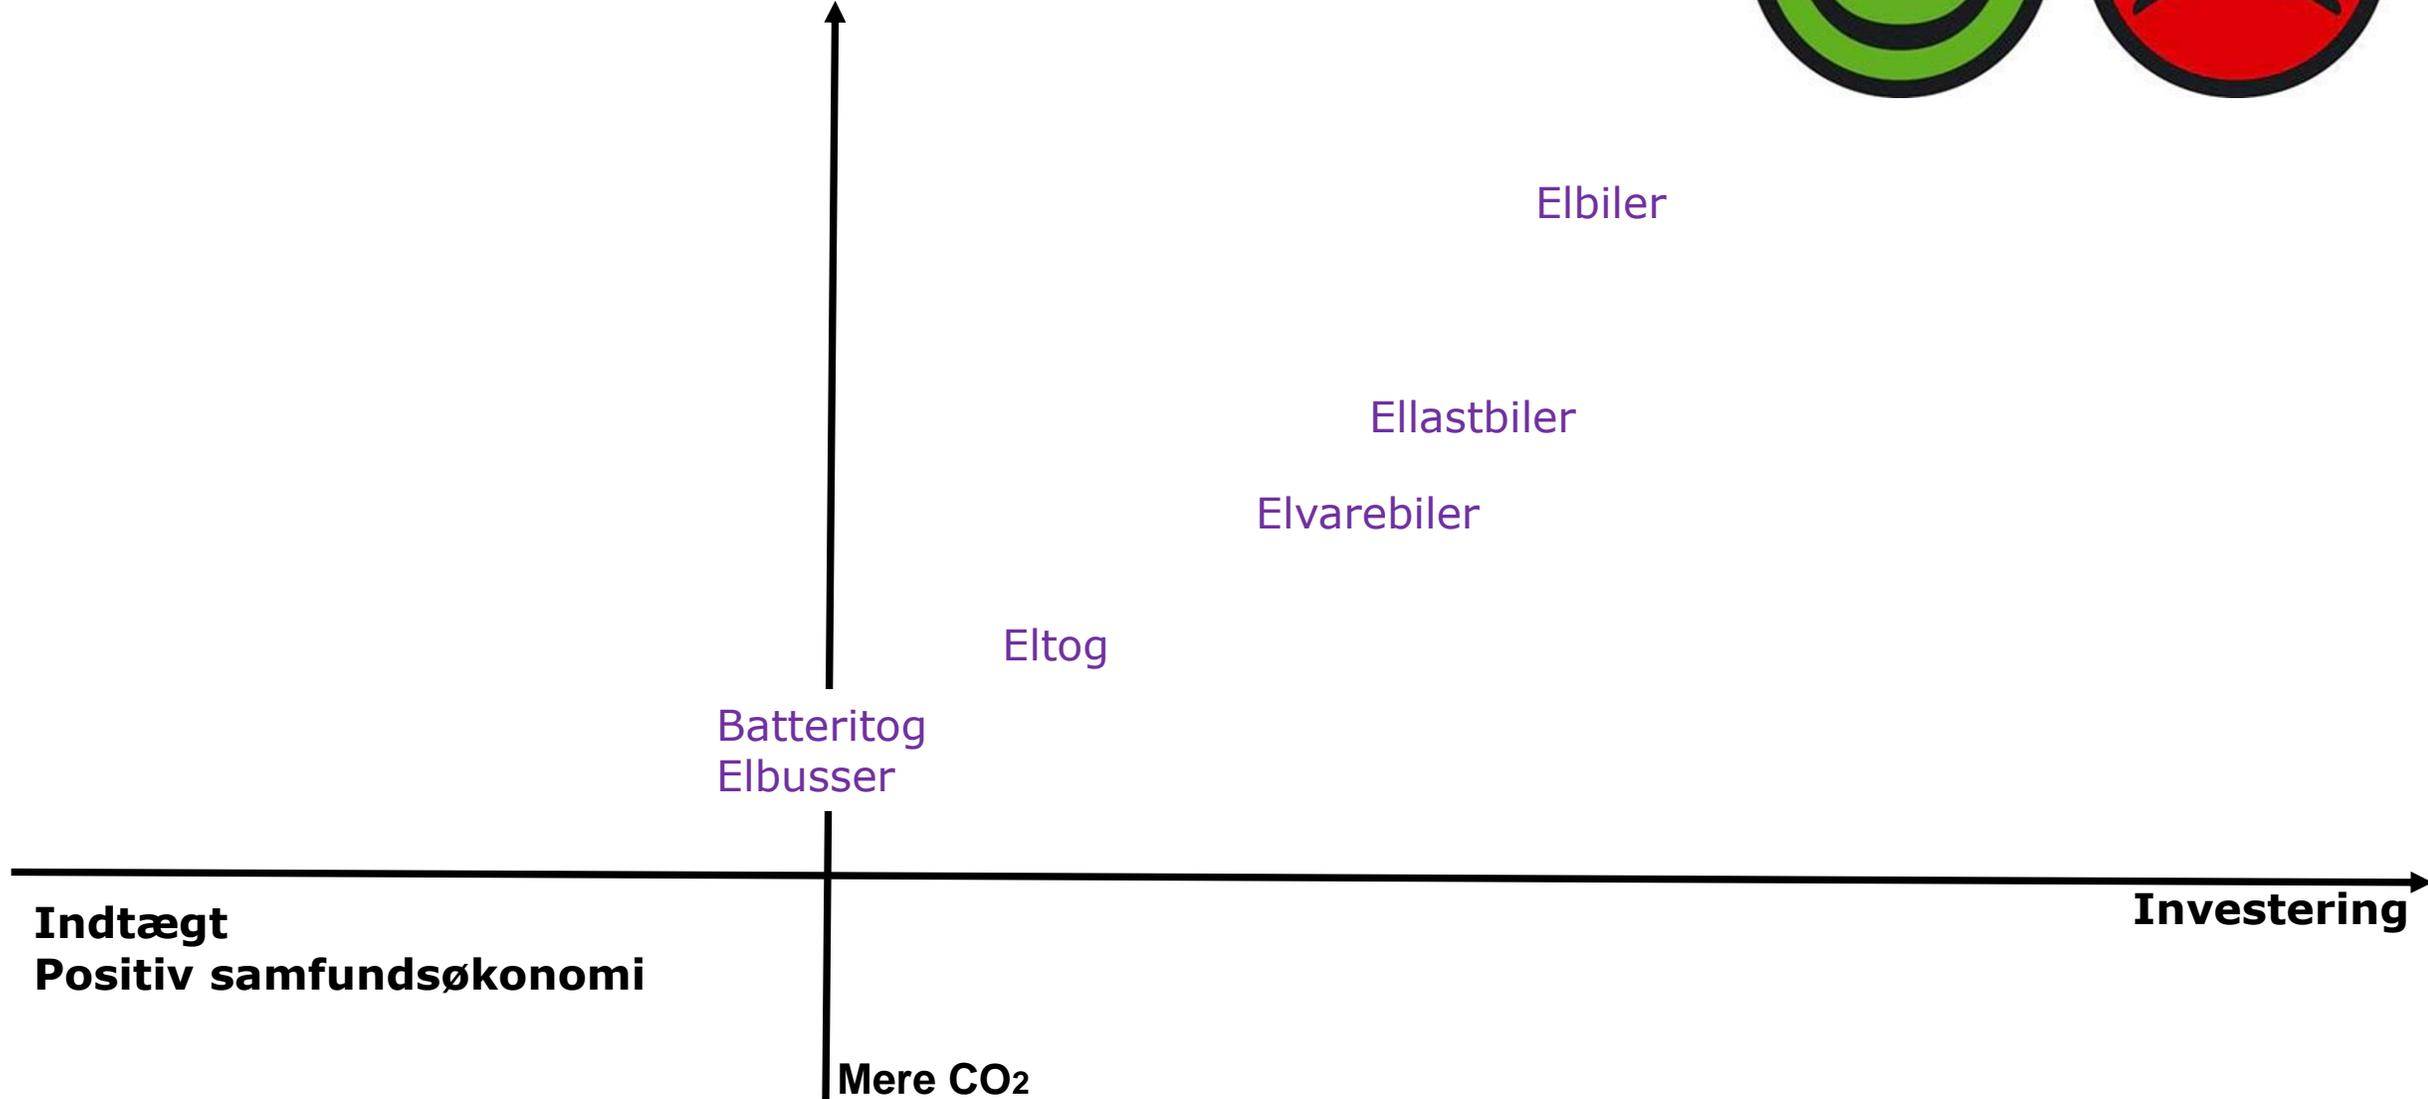 Elbiler
Ellastbiler
Elvarebiler
Eltog
Batteritog
Elbusser
Investering
Indtægt
Positiv samfundsøkonomi
Mere CO2